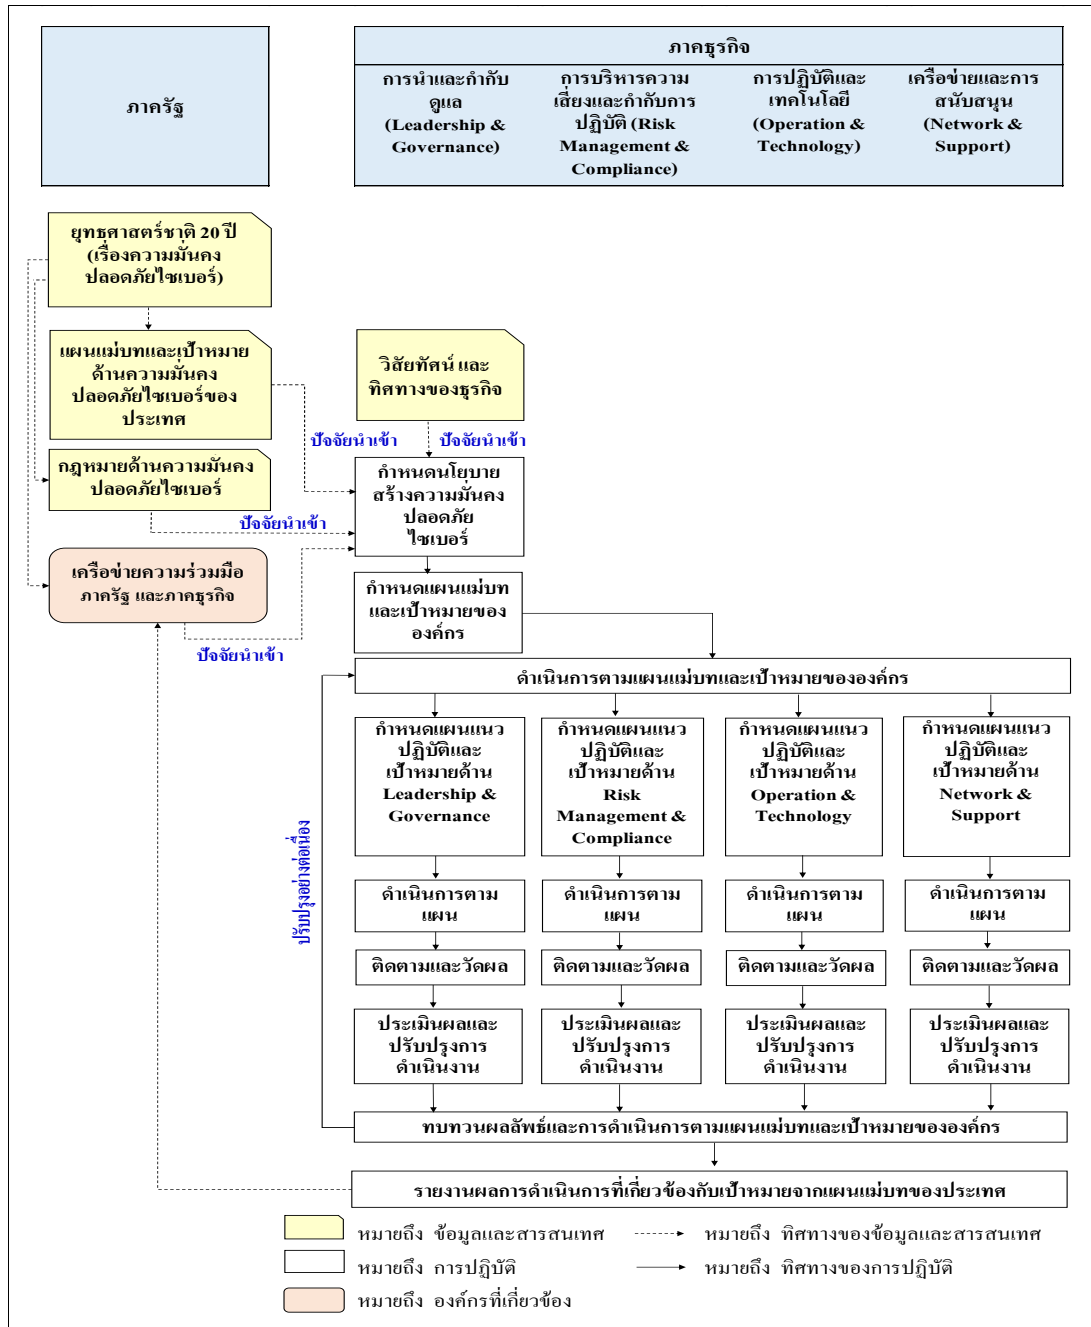 ภาครัฐ
ภาคธุรกิจ
การนำและกำกับ
ดูแล
(Leadership &
Governance)
การบริหารความ
เสี่ยงและกำกับการ
ปฏิบัติ (Risk
Management &
Compliance)
การปฏิบัติและ
เทคโนโลยี
(Operation &
Technology)
เครือข่ายและการ
สนับสนุน
(Network &
Support)
ยุทธศาสตร์ชาติ 20 ปี
(เรื่องความมั่นคง
ปลอดภัยไซเบอร์)
แผนแม่บทและเป้าหมาย
ด้านความมั่นคง
ปลอดภัยไซเบอร์ของ
ประเทศ
วิสัยทัศน์ และ
ทิศทางของธุรกิจ
ปัจจัยนำเข้า
ปัจจัยนำเข้า
กฎหมายด้านความมั่นคง
ปลอดภัยไซเบอร์
กำหนดนโยบาย
สร้างความมั่นคง
ปลอดภัย
ไซเบอร์
ปัจจัยนำเข้า
เครือข่ายความร่วมมือ
ภาครัฐ และภาคธุรกิจ
กำหนดแผนแม่บท
และเป้าหมายของ
องค์กร
ปัจจัยนำเข้า
ดำเนินการตามแผนแม่บทและเป้าหมายขององค์กร
กำหนดแผนแนว
ปฏิบัติและ
เป้าหมายด้าน
Leadership &
Governance
กำหนดแผนแนว
ปฏิบัติและ
เป้าหมายด้าน
Risk
Management &
Compliance
กำหนดแผนแนว
ปฏิบัติและ
เป้าหมายด้าน
Operation &
Technology
กำหนดแผนแนว
ปฏิบัติและ
เป้าหมายด้าน
Network &
Support
ปรับปรุงอย่างต่อเนื่อง
ดำเนินการตาม
แผน
ดำเนินการตาม
แผน
ดำเนินการตาม
แผน
ดำเนินการตาม
แผน
ติดตามและวัดผล
ติดตามและวัดผล
ติดตามและวัดผล
ติดตามและวัดผล
ประเมินผลและ
ปรับปรุงการ
ดำเนินงาน
ประเมินผลและ
ปรับปรุงการ
ดำเนินงาน
ประเมินผลและ
ปรับปรุงการ
ดำเนินงาน
ประเมินผลและ
ปรับปรุงการ
ดำเนินงาน
ทบทวนผลลัพธ์และการดำเนินการตามแผนแม่บทและเป้าหมายขององค์กร
รายงานผลการดำเนินการที่เกี่ยวข้องกับเป้าหมายจากแผนแม่บทของประเทศ
หมายถึง ข้อมูลและสารสนเทศ
หมายถึง ทิศทางของข้อมูลและสารสนเทศ
หมายถึง การปฏิบัติ
หมายถึง ทิศทางของการปฏิบัติ
หมายถึง องค์กรที่เกี่ยวข้อง